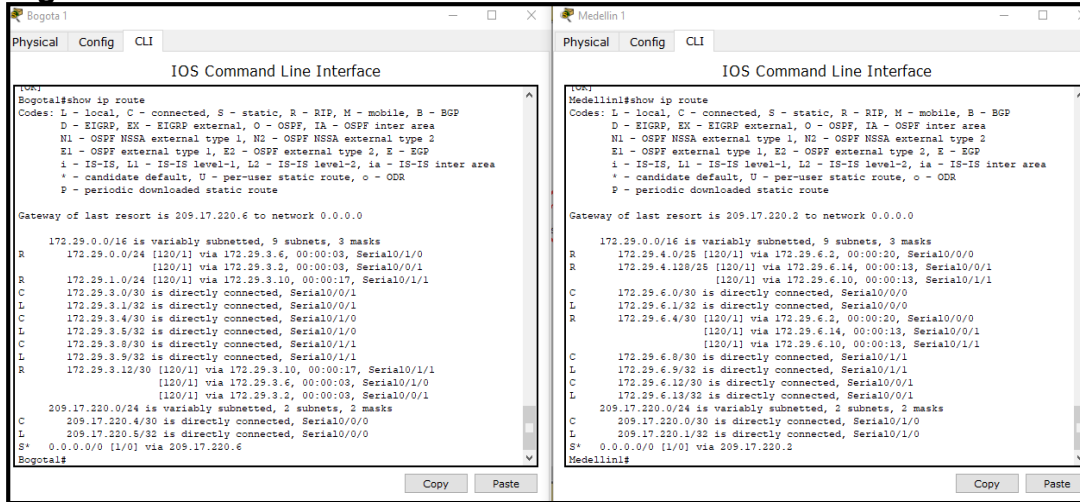 Bogota 1
Physical Config CLI
IOS Command Line Interface
[OK]
Bogota1#show ip route
Codes: L - local, C - connected, S - static, R - RIP, M - mobile, B - BGP
D - EIGRP, EX - EIGRP external, O - OSPF, IA - OSPF inter area
N1 - OSPF NSSA external type 1, N2 - OSPF NSSA external type 2
E1 - OSPF external type 1, E2 - OSPF external type 2, E - EGP
i - IS-IS, L1 - IS-IS level-1, L2 - IS-IS level-2, ia - IS-IS inter area
* - candidate default, U - per-user static route, o - ODR
P - periodic downloaded static route
Gateway of last resort is 209.17.220.6 to network 0.0.0.0
172.29.0.0/16 is variably subnetted, 9 subnets, 3 masks
R 172.29.0.0/24 [120/1] via 172.29.3.6, 00:00:03, Serial0/1/0
[120/1] via 172.29.3.2, 00:00:03, Serial0/0/1
R 172.29.1.0/24 [120/1] via 172.29.3.10, 00:00:17, Serial0/1/1
C 172.29.3.0/30 is directly connected, Serial0/0/1
L 172.29.3.1/32 is directly connected, Serial0/0/1
C 172.29.3.4/30 is directly connected, Serial0/1/0
L 172.29.3.5/32 is directly connected, Serial0/1/0
C 172.29.3.8/30 is directly connected, Serial0/1/1
L 172.29.3.9/32 is directly connected, Serial0/1/1
R 172.29.3.12/30 [120/1] via 172.29.3.10, 00:00:17, Serial0/1/1
[120/1] via 172.29.3.6, 00:00:03, Serial0/1/0
[120/1] via 172.29.3.2, 00:00:03, Serial0/0/1
209.17.220.0/24 is variably subnetted, 2 subnets, 2 masks
C 209.17.220.4/30 is directly connected, Serial0/0/0
L 209.17.220.5/32 is directly connected, Serial0/0/0
S* 0.0.0.0/0 [1/0] via 209.17.220.6
Bogota1#
Copy Paste
Medellin 1
Physical Config CLI
IOS Command Line Interface
[OK]
Medellin1#show ip route
Codes: L - local, C - connected, S - static, R - RIP, M - mobile, B - BGP
D - EIGRP, EX - EIGRP external, O - OSPF, IA - OSPF inter area
N1 - OSPF NSSA external type 1, N2 - OSPF NSSA external type 2
E1 - OSPF external type 1, E2 - OSPF external type 2, E - EGP
i - IS-IS, L1 - IS-IS level-1, L2 - IS-IS level-2, ia - IS-IS inter area
* - candidate default, U - per-user static route, o - ODR
P - periodic downloaded static route
Gateway of last resort is 209.17.220.2 to network 0.0.0.0
172.29.0.0/16 is variably subnetted, 9 subnets, 3 masks
R 172.29.4.0/25 [120/1] via 172.29.6.2, 00:00:20, Serial0/0/0
R 172.29.4.128/25 [120/1] via 172.29.6.14, 00:00:13, Serial0/0/1
[120/1] via 172.29.6.10, 00:00:13, Serial0/1/1
C 172.29.6.0/30 is directly connected, Serial0/0/0
L 172.29.6.1/32 is directly connected, Serial0/0/0
R 172.29.6.4/30 [120/1] via 172.29.6.2, 00:00:20, Serial0/0/0
[120/1] via 172.29.6.14, 00:00:13, Serial0/0/1
[120/1] via 172.29.6.10, 00:00:13, Serial0/1/1
C 172.29.6.8/30 is directly connected, Serial0/1/1
L 172.29.6.9/32 is directly connected, Serial0/1/1
C 172.29.6.12/30 is directly connected, Serial0/0/1
L 172.29.6.13/32 is directly connected, Serial0/0/1
209.17.220.0/24 is variably subnetted, 2 subnets, 2 masks
C 209.17.220.0/30 is directly connected, Serial0/1/0
L 209.17.220.1/32 is directly connected, Serial0/1/0
S* 0.0.0.0/0 [1/0] via 209.17.220.2
Medellin1#
Copy Paste